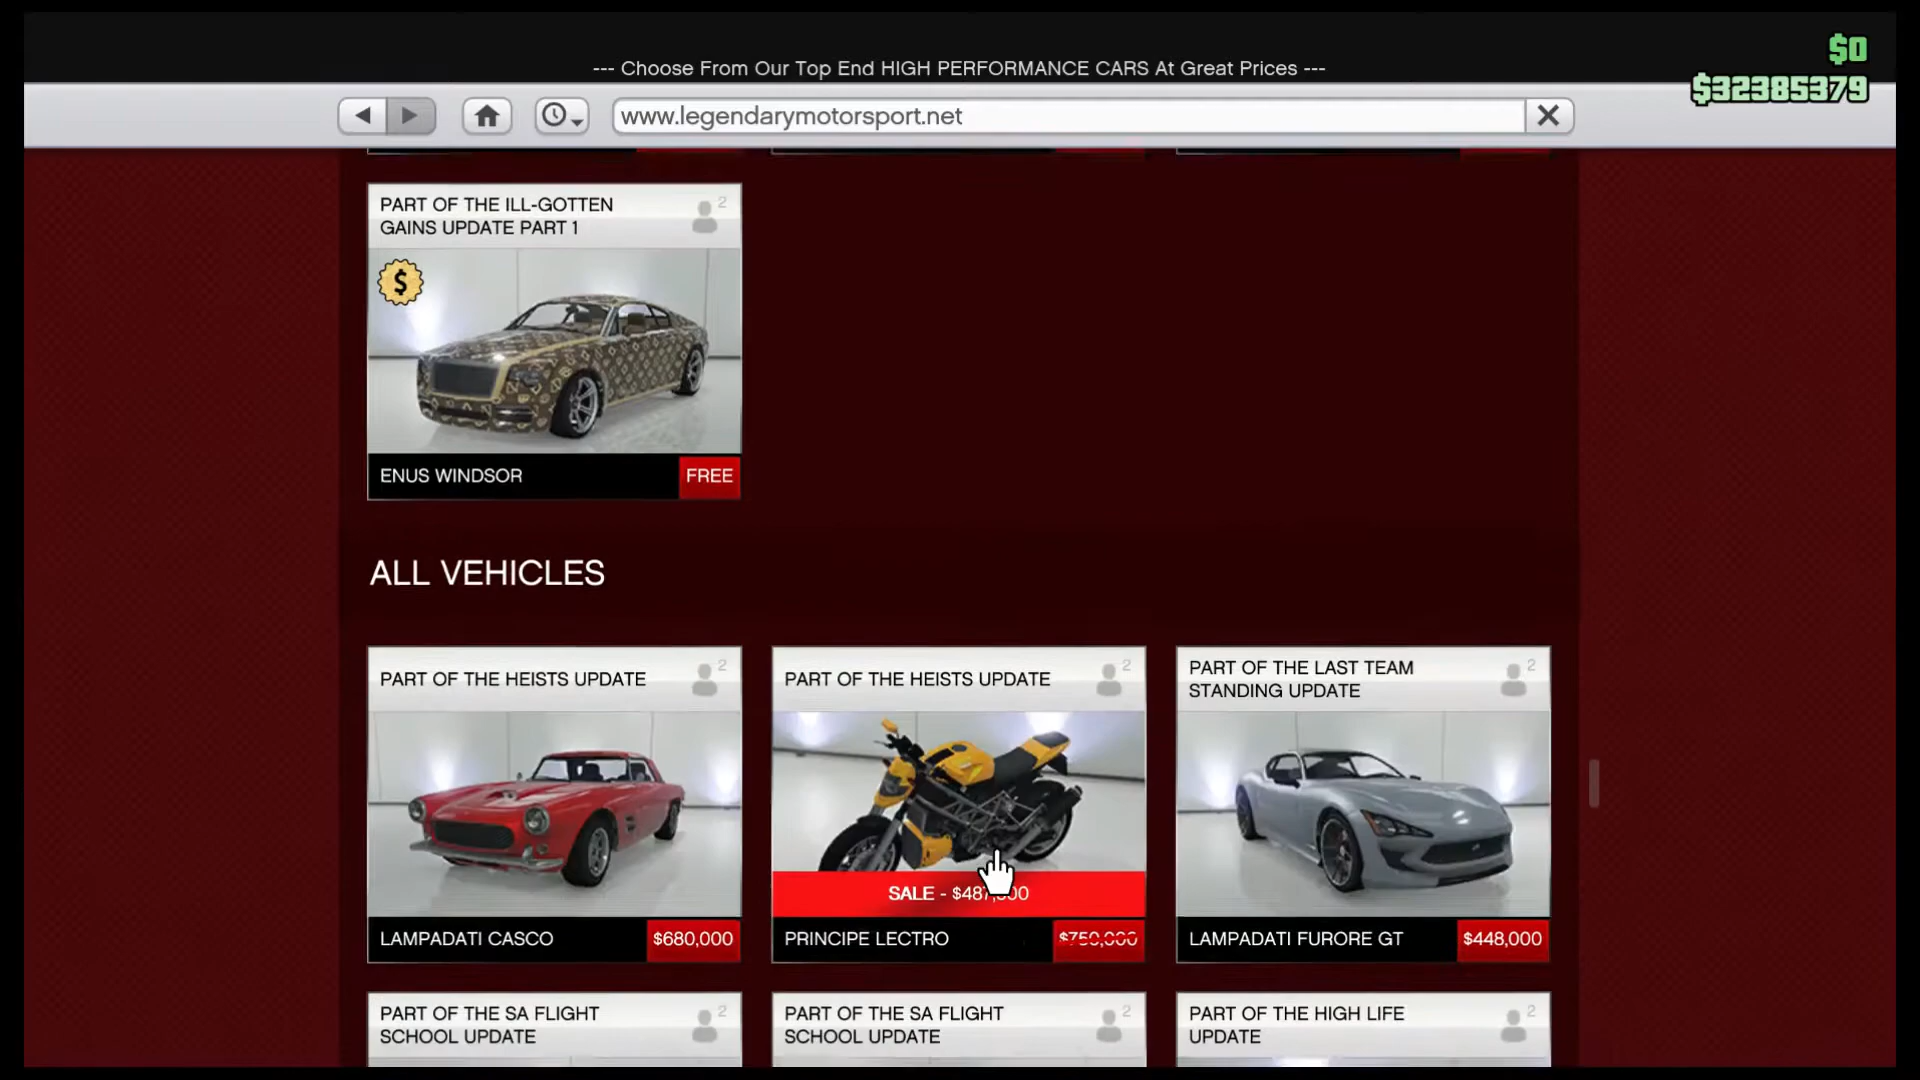 $0
--- Choose From Our Top End HIGH PERFORMANCE CARS At Great Prices ---
$32385379
www.legendarymotorsport.net
PART OF THE ILL-GOTTEN
GAINS UPDATE PART 1
2
$
ENUS WINDSOR
FREE
ALL VEHICLES
PART OF THE HEISTS UPDATE
2
LAMPADATI CASCO
$680,000
PART OF THE HEISTS UPDATE
2
SALE -
PRINCIPE LECTRO
$750,000
PART OF THE LAST TEAM
STANDING UPDATE
2
LAMPADATI FURORE GT
$448,000
PART OF THE SA FLIGHT
SCHOOL UPDATE
2
PART OF THE SA FLIGHT
SCHOOL UPDATE
2
PART OF THE HIGH LIFE
UPDATE
2